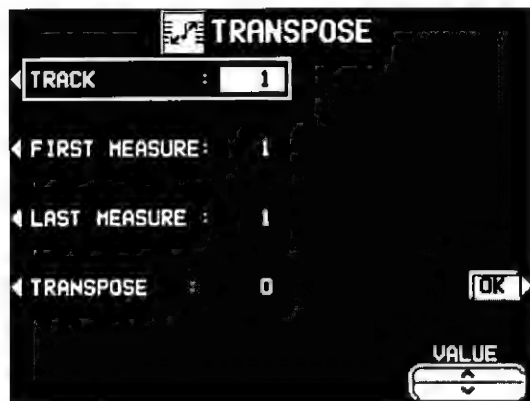 TRANSPOSE
TRACK : 1
FIRST MEASURE: 1
LAST MEASURE : 1
TRANSPOSE : 0
OK
VALUE